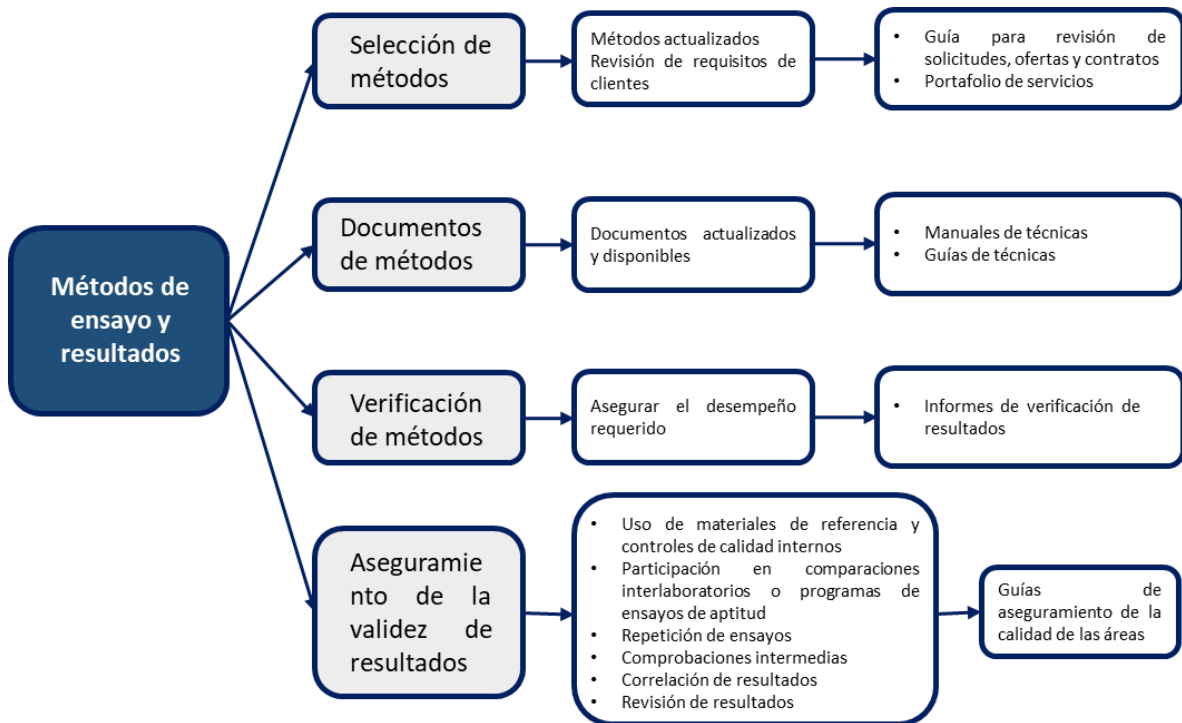 Métodos de
ensayo y
resultados
Selección de
métodos
Métodos actualizados
Revisión de requisitos de
clientes
• Guía para revisión de
solicitudes, ofertas y contratos
• Portafolio de servicios
Documentos
de métodos
Documentos actualizados
y disponibles
• Manuales de técnicas
• Guías de técnicas
Verificación
de métodos
Asegurar el desempeño
requerido
• Informes de verificación de
resultados
Aseguramie
nto de la
validez de
resultados
• Uso de materiales de referencia y
controles de calidad internos
• Participación en comparaciones
interlaboratorios o programas de
ensayos de aptitud
• Repetición de ensayos
• Comprobaciones intermedias
• Correlación de resultados
• Revisión de resultados
Guías de
aseguramiento de la
calidad de las áreas